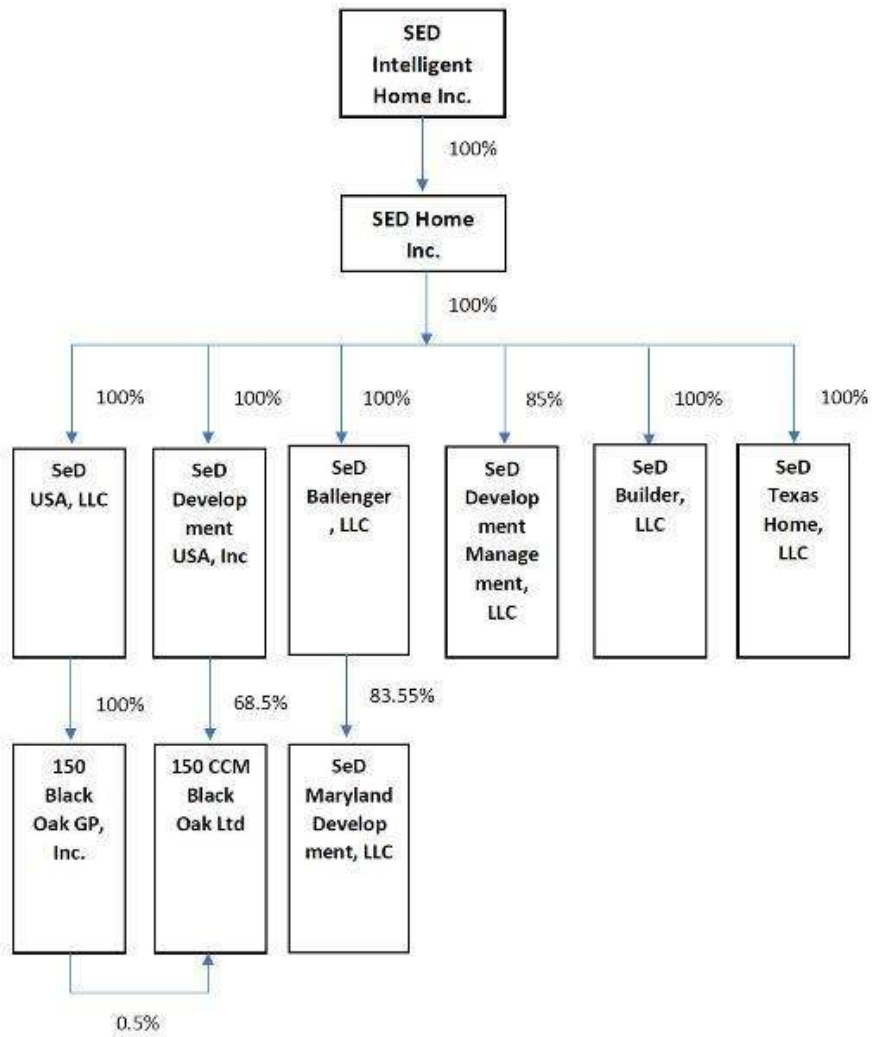 SED
Intelligent
Home Inc.
100%
SED Home
Inc.
100%
100%
100%
100%
85%
100%
100%
SeD
USA, LLC
SeD
Develop
ment
USA, Inc
SeD
Ballenger
, LLC
SeD
Develop
ment
Manage
ment,
LLC
SeD
Builder,
LLC
SeD
Texas
Home,
LLC
100%
68.5%
83.55%
150
Black
Oak GP,
Inc.
150 CCM
Black
Oak Ltd
SeD
Maryland
Develop
ment, LLC
0.5%